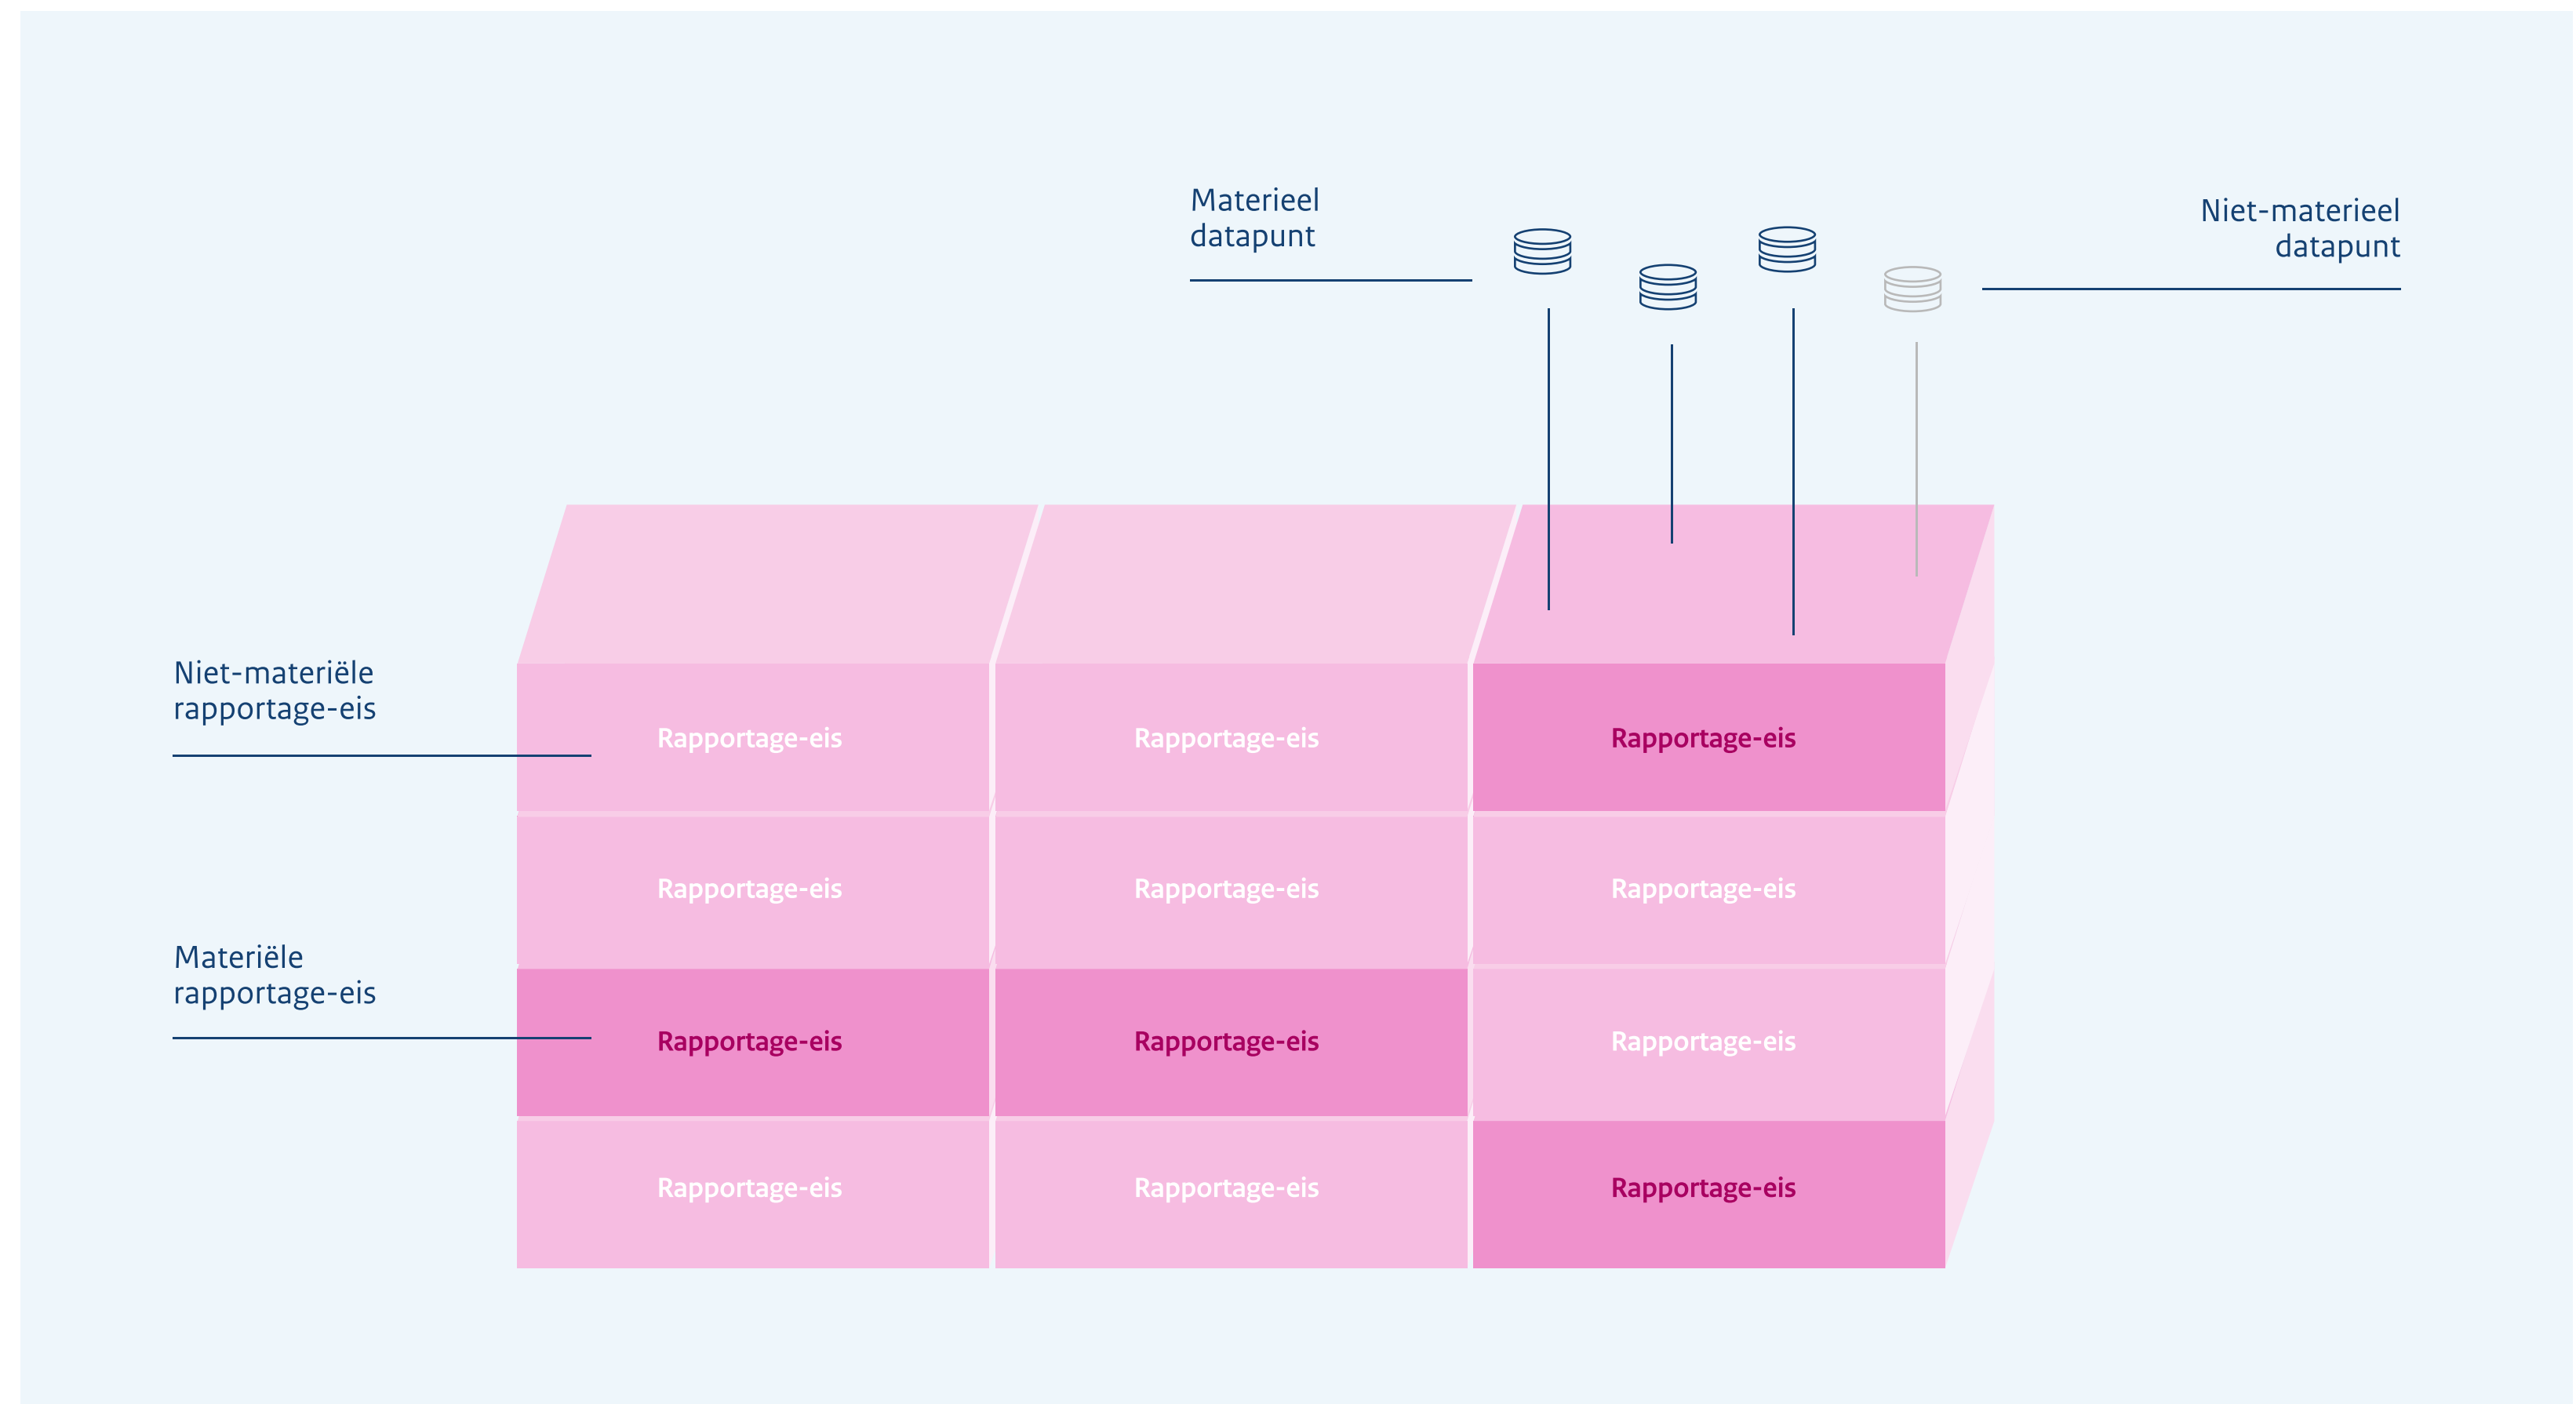 Materieel
datapunt
Niet-materieel
datapunt
Niet-materiële
rapportage-eis
Rapportage-eis
Rapportage-eis
Rapportage-eis
Rapportage-eis
Rapportage-eis
Rapportage-eis
Materiële
rapportage-eis
Rapportage-eis
Rapportage-eis
Rapportage-eis
Rapportage-eis
Rapportage-eis
Rapportage-eis